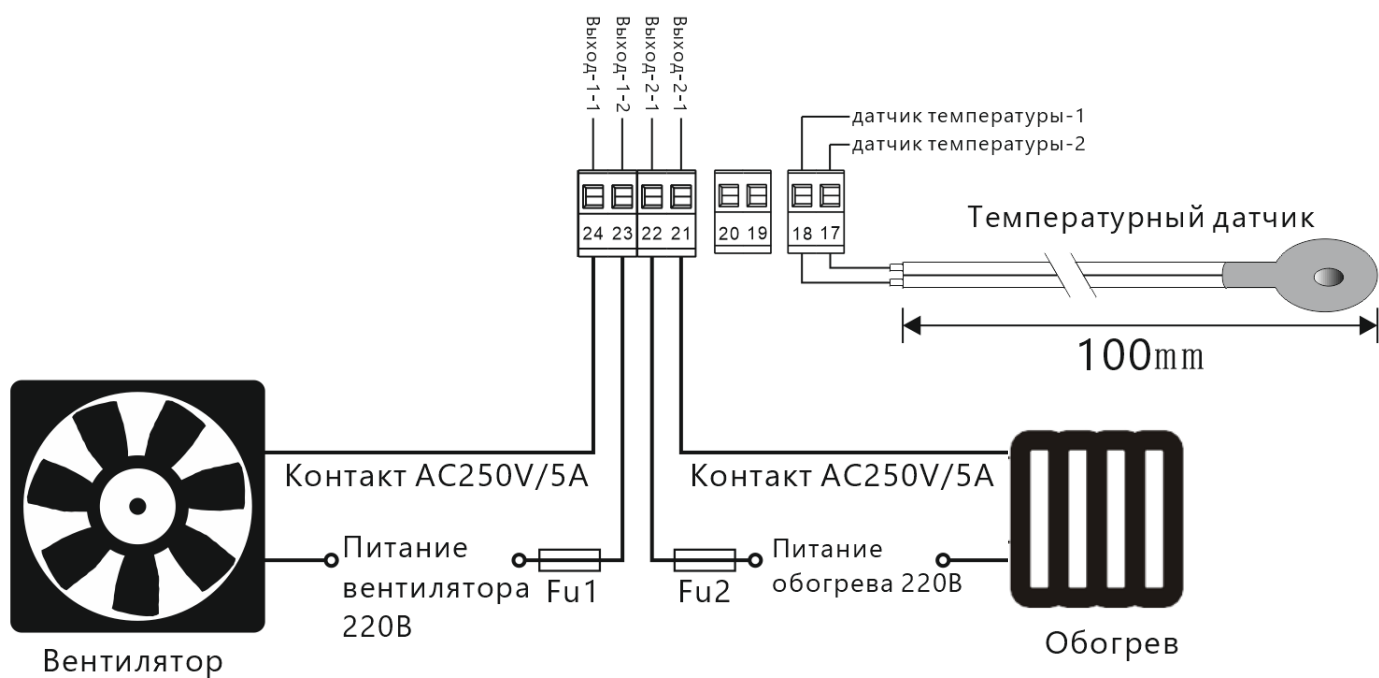 Выход-1-1
Выход-1-2
Выход-2-1
Выход-2-1
датчик температуры-1
датчик температуры-2
24 23 22 21 20 19 18 17
Температурный датчик
100mm
Контакт AC250V/5A
Контакт AC250V/5A
Питание
вентилятора
220В
Fu1
Fu2
Питание
обогрева 220В
Вентилятор
Обогрев